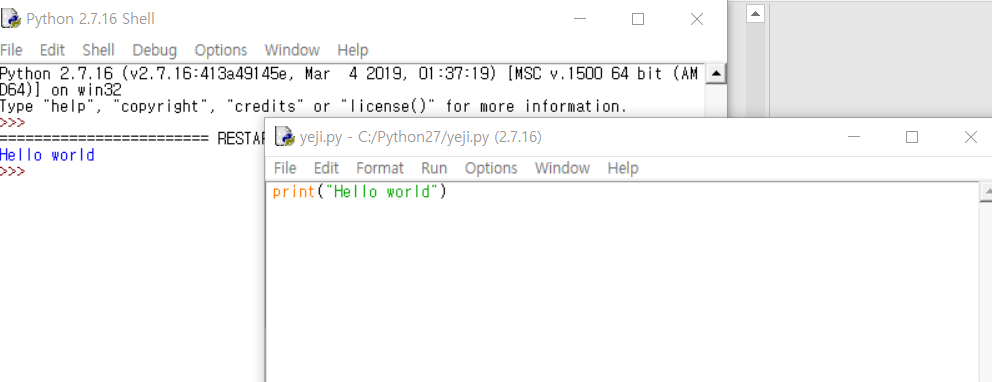 Python 2.7.16 Shell
File Edit Shell Debug Options Window Help
Python 2.7.16 (v2.7.16:413a49145e, Mar  4 2019, 01:37:19) [MSC v.1500 64 bit (AM
D64)] on win32
Type "help", "copyright", "credits" or "license()" for more information.
>>>
========================= RESTAR
Hello world
>>>
yeji.py - C:/Python27/yeji.py (2.7.16)
File Edit Format Run Options Window Help
print("Hello world")